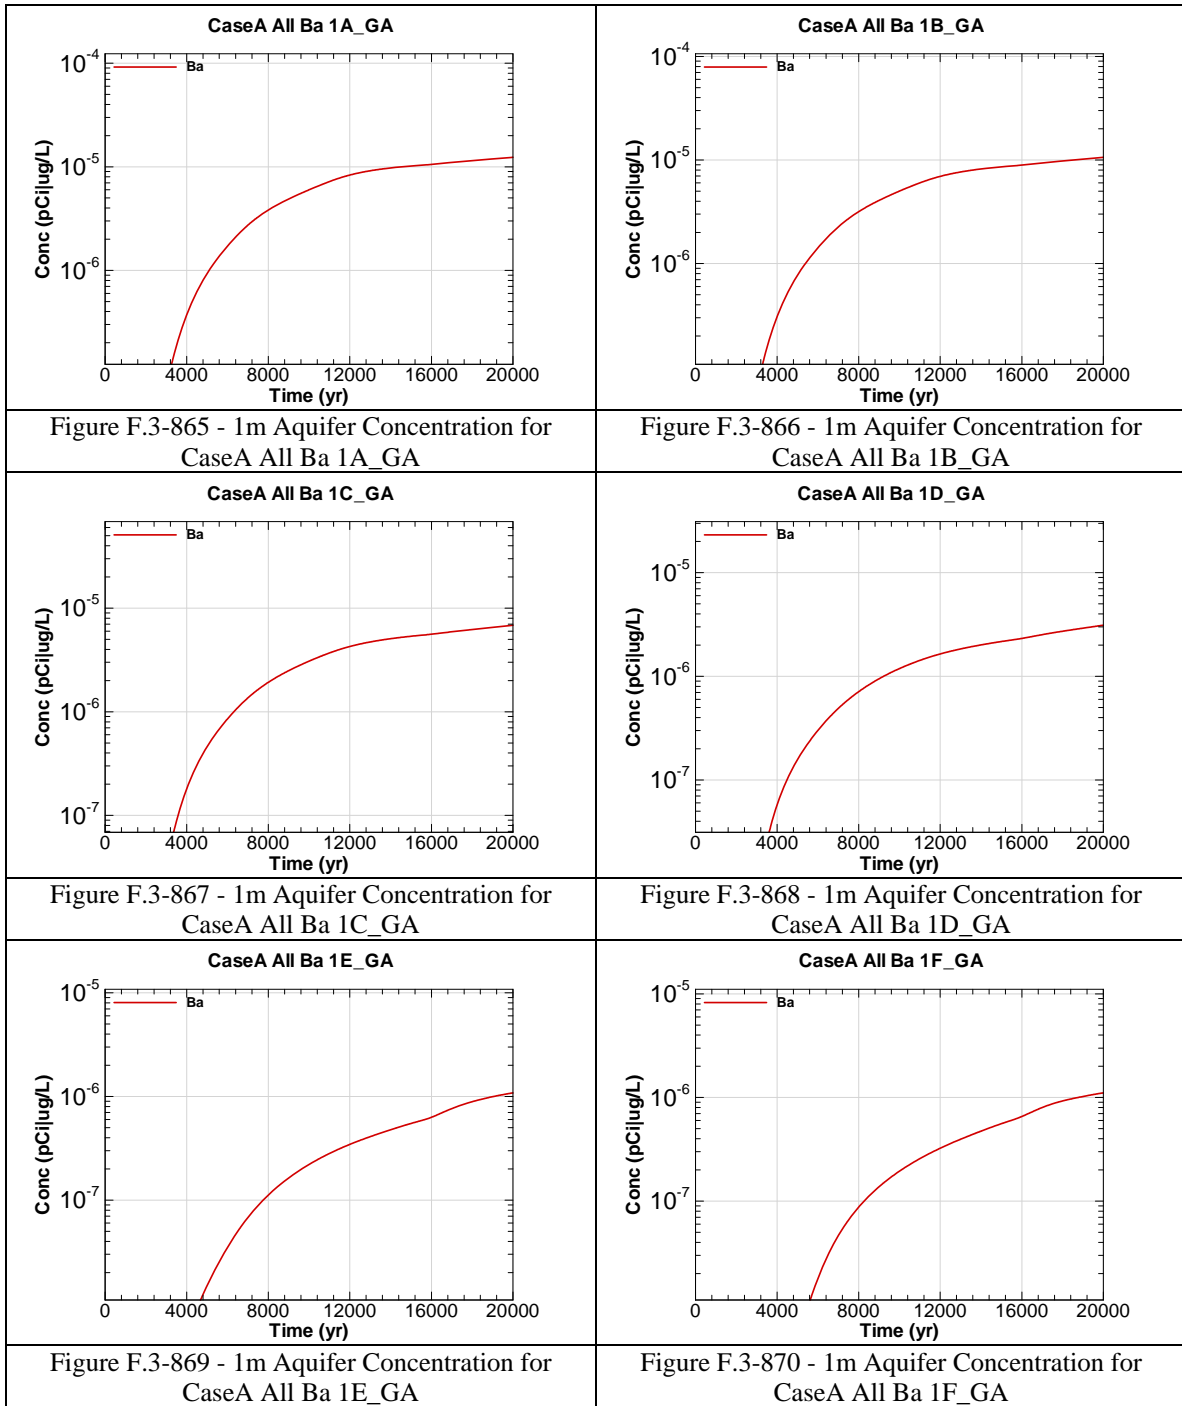 CaseA All Ba 1A_GA
Ba
Conc (pCi|ug/L)
10-4
10-5
10-6
0 4000 8000 12000 16000 20000
Time (yr)
Figure F.3-865 - 1m Aquifer Concentration for
CaseA All Ba 1A_GA
CaseA All Ba 1B_GA
Ba
Conc (pCi|ug/L)
10-4
10-5
10-6
0 4000 8000 12000 16000 20000
Time (yr)
Figure F.3-866 - 1m Aquifer Concentration for
CaseA All Ba 1B_GA
CaseA All Ba 1C_GA
Ba
Conc (pCi|ug/L)
10-5
10-6
10-7
0 4000 8000 12000 16000 20000
Time (yr)
Figure F.3-867 - 1m Aquifer Concentration for
CaseA All Ba 1C_GA
CaseA All Ba 1D_GA
Ba
Conc (pCi|ug/L)
10-5
10-6
10-7
0 4000 8000 12000 16000 20000
Time (yr)
Figure F.3-868 - 1m Aquifer Concentration for
CaseA All Ba 1D_GA
CaseA All Ba 1E_GA
Ba
Conc (pCi|ug/L)
10-5
10-6
10-7
0 4000 8000 12000 16000 20000
Time (yr)
Figure F.3-869 - 1m Aquifer Concentration for
CaseA All Ba 1E_GA
CaseA All Ba 1F_GA
Ba
Conc (pCi|ug/L)
10-5
10-6
10-7
0 4000 8000 12000 16000 20000
Time (yr)
Figure F.3-870 - 1m Aquifer Concentration for
CaseA All Ba 1F_GA